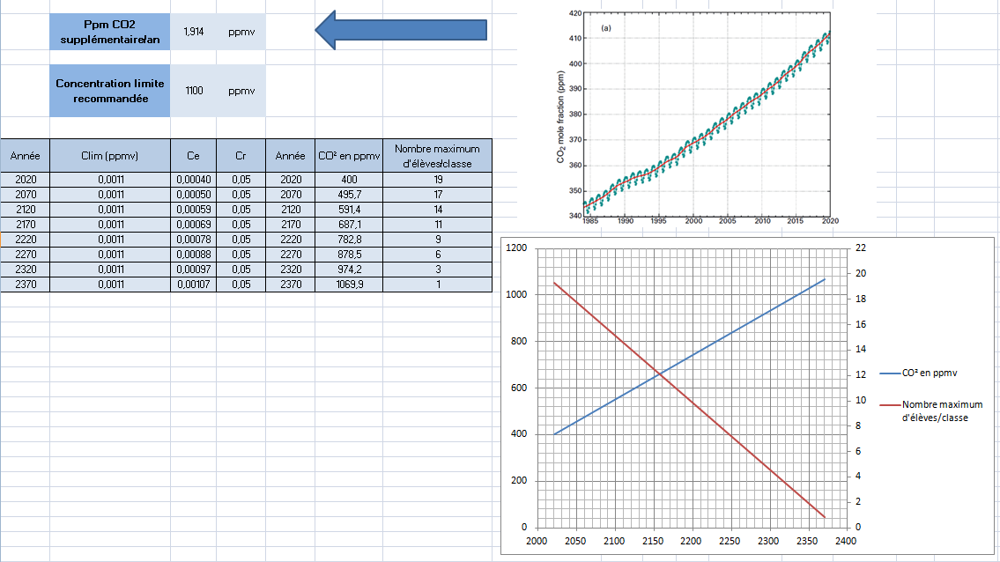 Ppm CO2
supplémentaire/an
1,914 ppmv
Concentration limite
recommandée
1100 ppmv
Année Clim (ppmv) Ce Cr Année CO² en ppmv Nombre maximum
d'élèves/classe
2020 0,0011 0,00040 0,05 2020 400 19
2070 0,0011 0,00050 0,05 2070 495,7 17
2120 0,0011 0,00059 0,05 2120 591,4 14
2170 0,0011 0,00069 0,05 2170 687,1 11
2220 0,0011 0,00078 0,05 2220 782,8 9
2270 0,0011 0,00088 0,05 2270 878,5 6
2320 0,0011 0,00097 0,05 2320 974,2 3
2370 0,0011 0,00107 0,05 2370 1069,9 1
(a)
CO2 mole fraction (ppm)
420
410
400
390
380
370
360
350
340
1985 1990 1995 2000 2005 2010 2015 2020
1200
1000
800
600
400
200
0
22
20
18
16
14
12
10
8
6
4
2
0
2000 2050 2100 2150 2200 2250 2300 2350 2400
CO² en ppmv
Nombre maximum
d'élèves/classe